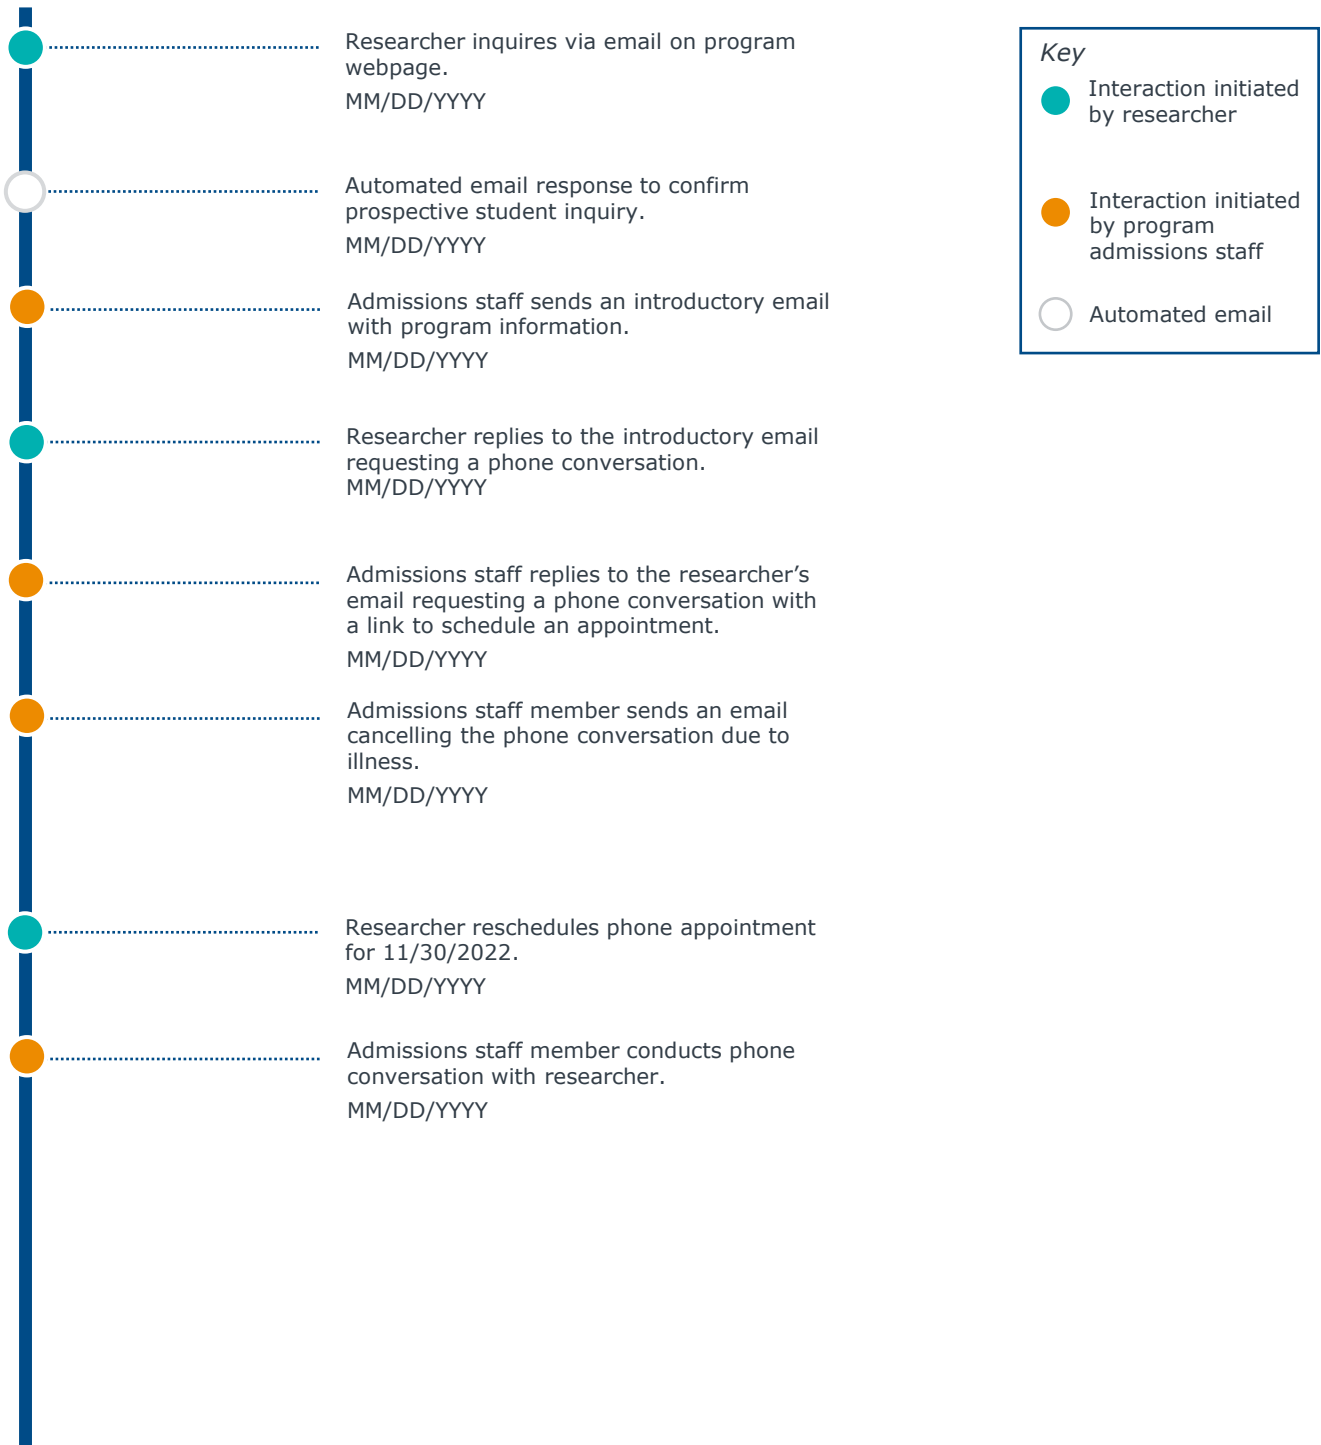 Researcher inquires via email on program
webpage.
MM/DD/YYYY
Automated email response to confirm
prospective student inquiry.
MM/DD/YYYY
Admissions staff sends an introductory email
with program information.
MM/DD/YYYY
Researcher replies to the introductory email
requesting a phone conversation.
MM/DD/YYYY
Admissions staff replies to the researcher’s
email requesting a phone conversation with
a link to schedule an appointment.
MM/DD/YYYY
Admissions staff member sends an email
cancelling the phone conversation due to
illness.
MM/DD/YYYY
Researcher reschedules phone appointment
for 11/30/2022.
MM/DD/YYYY
Admissions staff member conducts phone
conversation with researcher.
MM/DD/YYYY
Key
Interaction initiated
by researcher
Interaction initiated
by program
admissions staff
Automated email